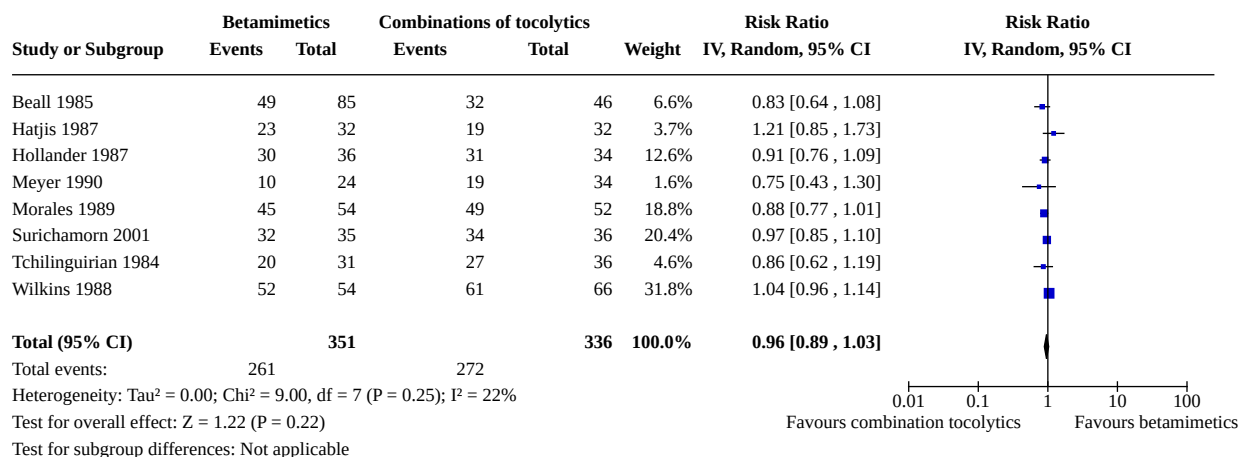 Betamimetics Combinations of tocolytics Risk Ratio Risk Ratio
Study or Subgroup Events Total Events Total Weight IV, Random, 95% CI IV, Random, 95% CI
Beall 1985 49 85 32 46 6.6% 0.83 [0.64 , 1.08]
Hatjis 1987 23 32 19 32 3.7% 1.21 [0.85 , 1.73]
Hollander 1987 30 36 31 34 12.6% 0.91 [0.76 , 1.09]
Meyer 1990 10 24 19 34 1.6% 0.75 [0.43 , 1.30]
Morales 1989 45 54 49 52 18.8% 0.88 [0.77 , 1.01]
Surichamorn 2001 32 35 34 36 20.4% 0.97 [0.85 , 1.10]
Tchilinguirian 1984 20 31 27 36 4.6% 0.86 [0.62 , 1.19]
Wilkins 1988 52 54 61 66 31.8% 1.04 [0.96 , 1.14]
Total (95% CI) 351 336 100.0% 0.96 [0.89 , 1.03]
Total events: 261 272
Heterogeneity: Tau² = 0.00; Chi² = 9.00, df = 7 (P = 0.25); I² = 22%
0.01 0.1 1 10 100
Test for overall effect: Z = 1.22 (P = 0.22) Favours combination tocolytics Favours betamimetics
Test for subgroup differences: Not applicable